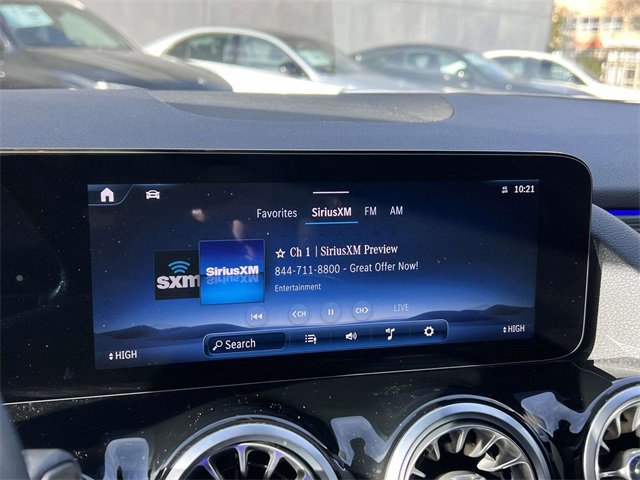 10:21
Favorites SiriusXM FM AM
Ch 1 | SiriusXM Preview
844-711-8800 - Great Offer Now!
Entertainment
sxm
SiriusXM
<CH CH> LIVE
Search
HIGH HIGH